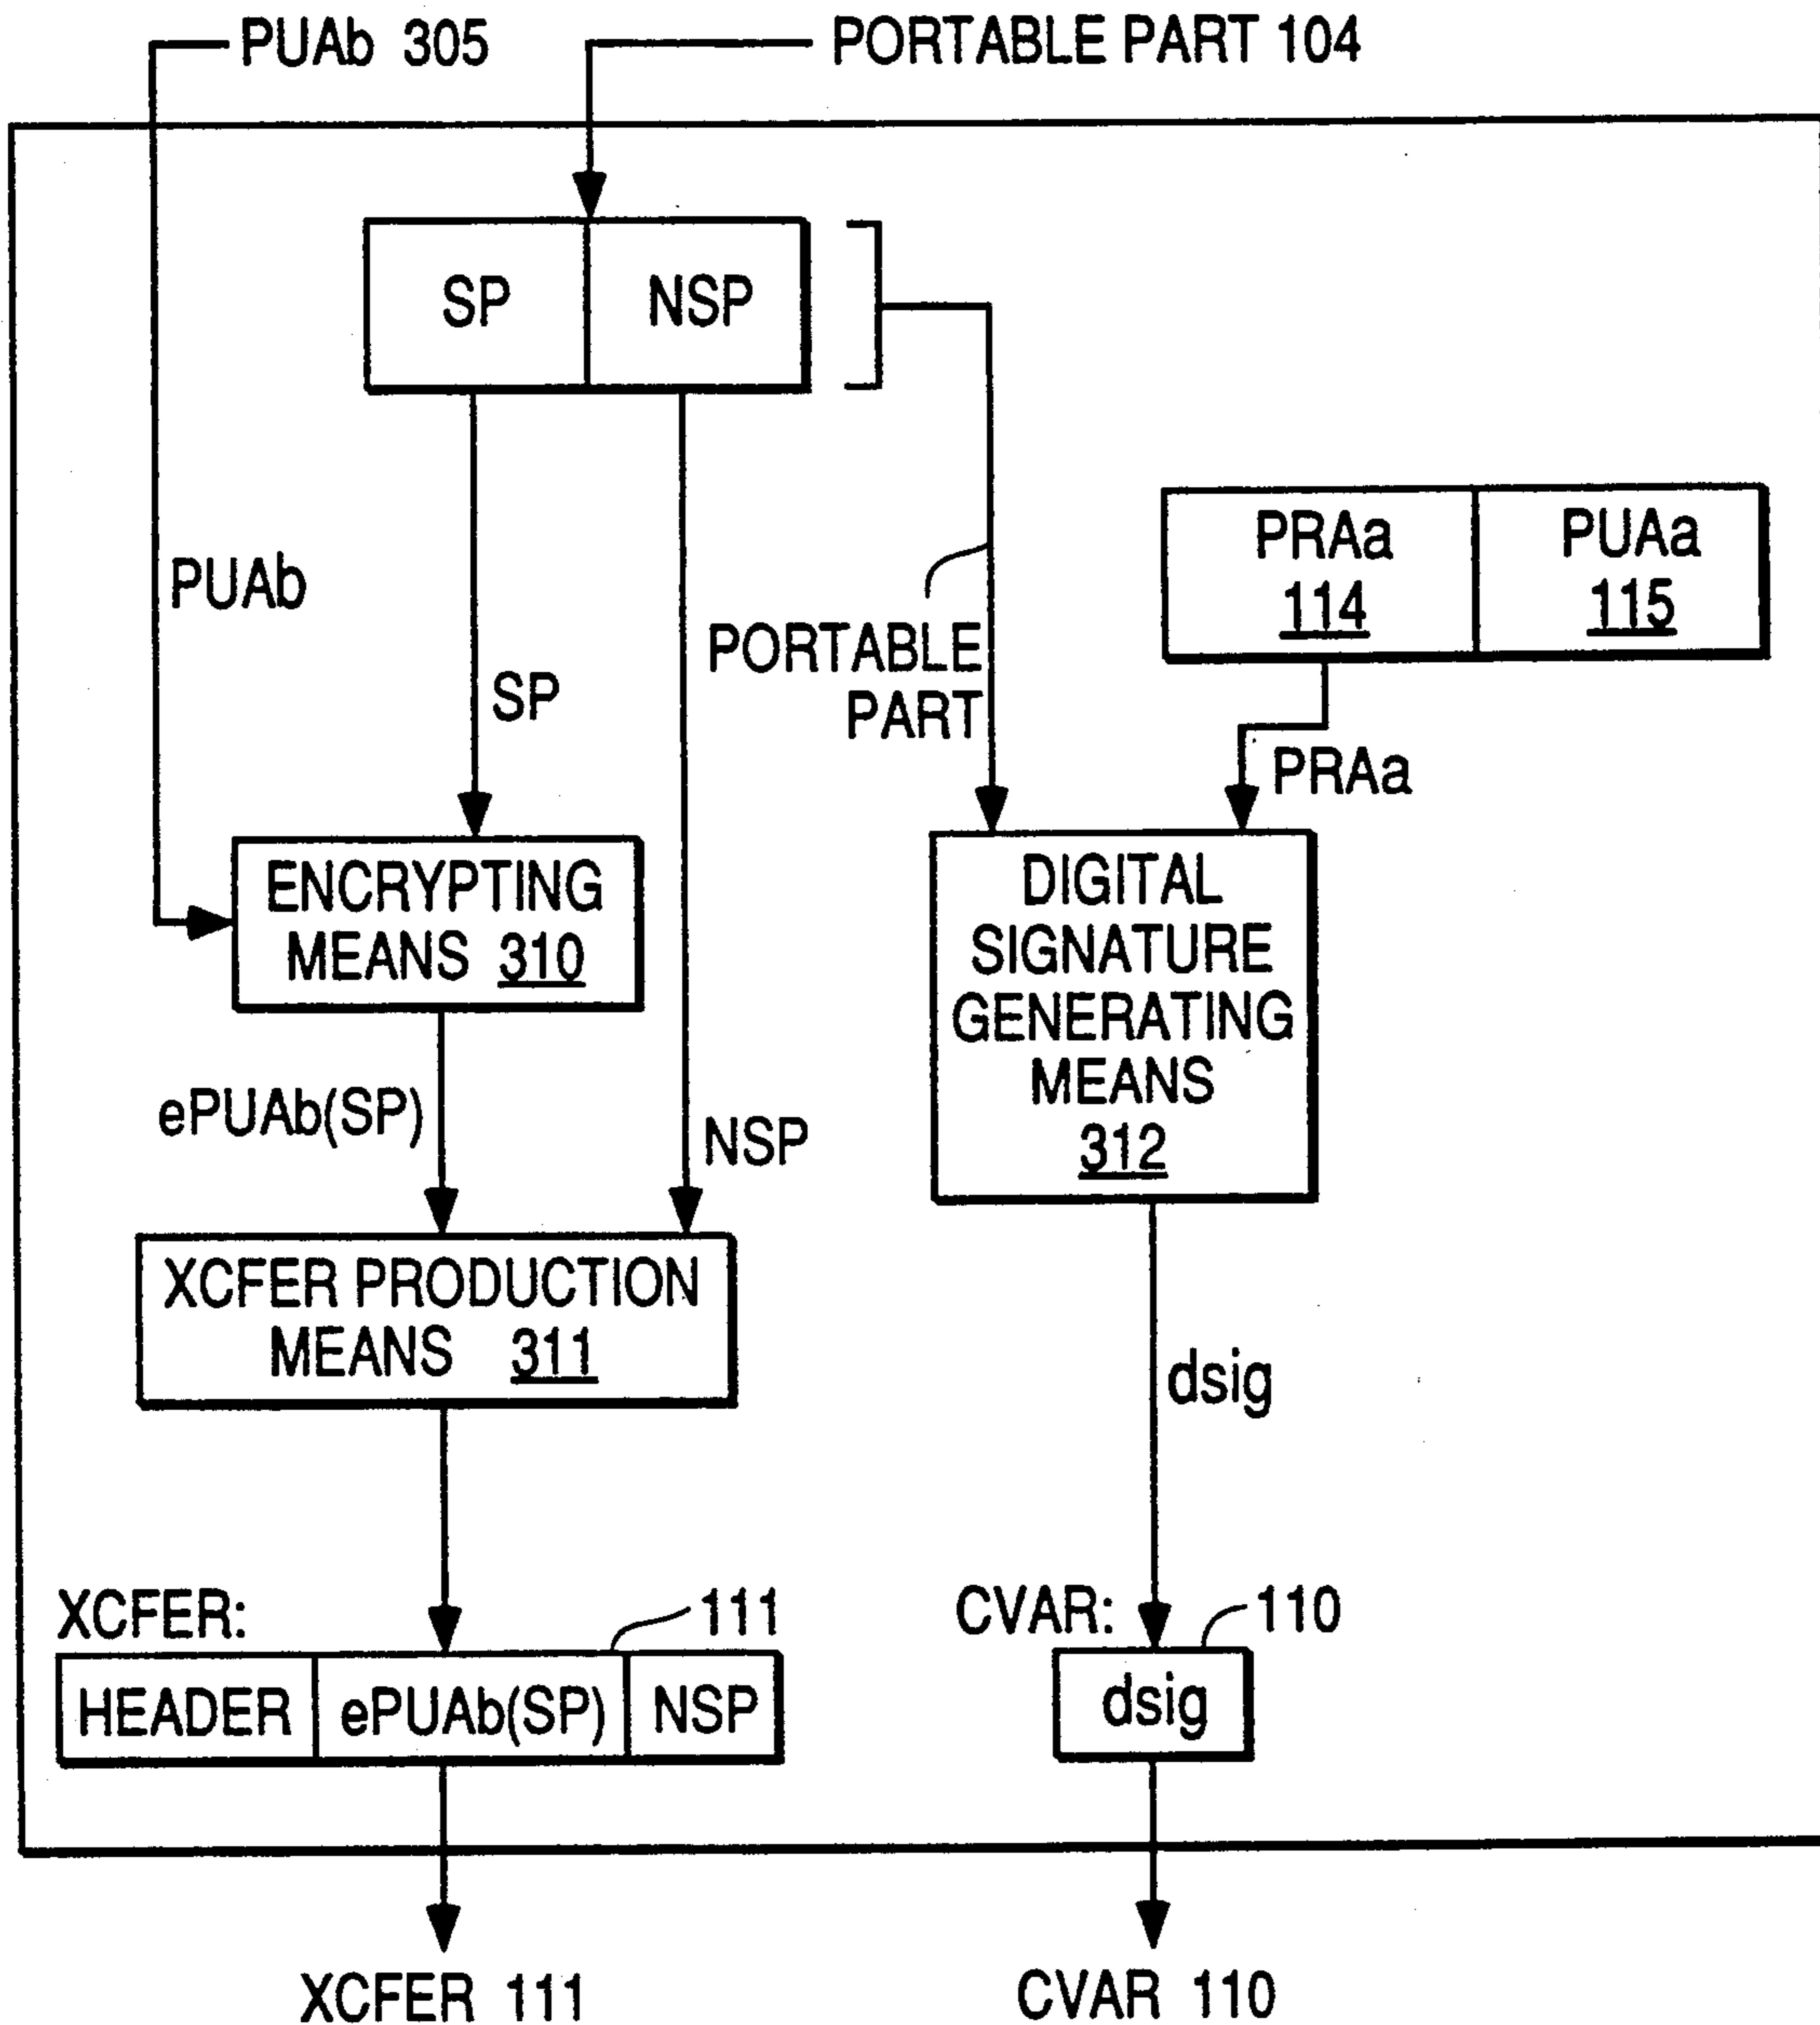 PUAb 305
PORTABLE PART 104
SP
NSP
PRAa
114
PUAa
115
PUAb
SP
PORTABLE
PART
PRAa
ENCRYPTING
MEANS 310
DIGITAL
SIGNATURE
GENERATING
MEANS
312
ePUAb(SP)
NSP
XCFER PRODUCTION
MEANS 311
dsig
XCFER:
111
CVAR:
110
HEADER
ePUAb(SP)
NSP
dsig
XCFER 111
CVAR 110